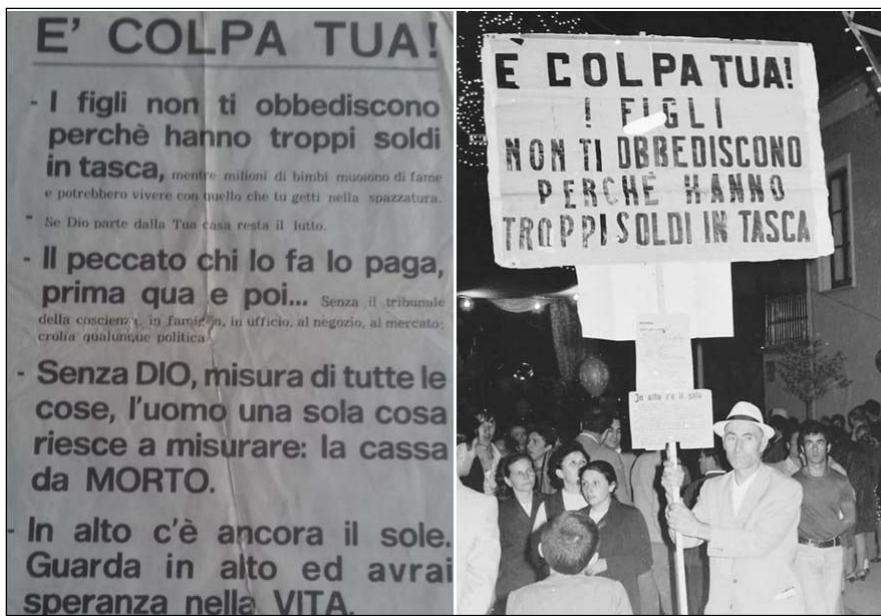 E' COLPA TUA!
- I figli non ti obbediscono
perchè hanno troppi soldi
in tasca, mentre milioni di bimbi muoiono di fame
e potrebbero vivere con quello che tu getti nella spazzatura.
- Se Dio parte dalla Tua casa resta il lutto.
- Il peccato chi lo fa lo paga,
prima qua e poi... Senza il tribunale
della coscienza, in famiglia, in ufficio, al negozio, al mercato;
crolla qualunque politica
- Senza DIO, misura di tutte le
cose, l'uomo una sola cosa
riesce a misurare: la cassa
da MORTO.
- In alto c'è ancora il sole.
Guarda in alto ed avrai
speranza nella VITA.
È COLPA TUA!
I FIGLI
NON TI OBBEDISCONO
PERCHÉ HANNO
TROPPI SOLDI IN TASCA
In alto c'è il sole